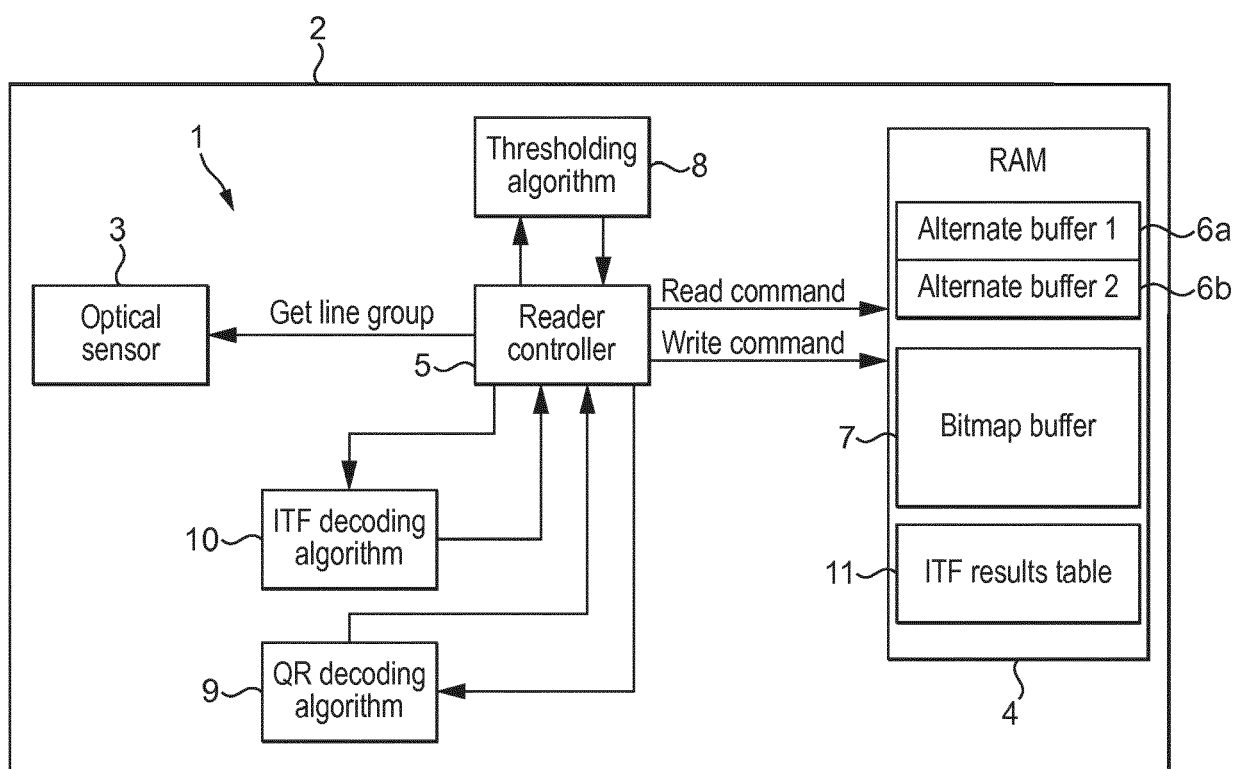 2
1
Thresholding
algorithm
8
RAM
Alternate buffer 1
6a
Alternate buffer 2
6b
3
Optical
sensor
Get line group
Reader
controller
5
Read command
Write command
Bitmap buffer
7
ITF decoding
algorithm
10
ITF results table
11
QR decoding
algorithm
9
4